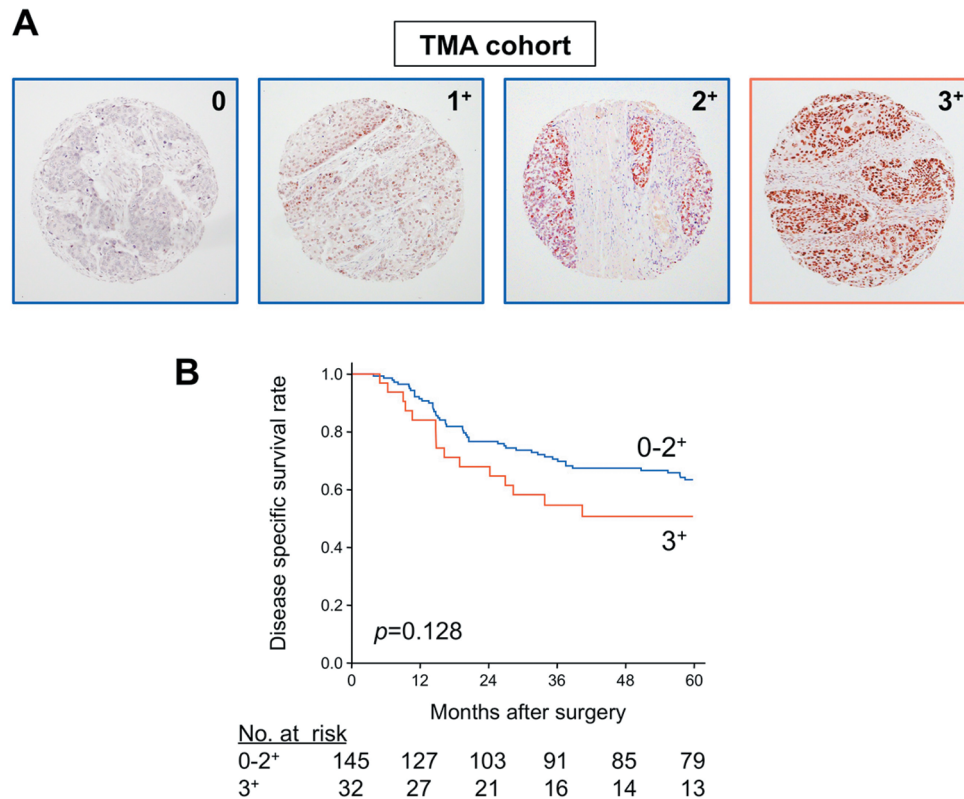 A
TMA cohort
0
1⁺
2⁺
3⁺
B
Disease specific survival rate
1.0
0.8
0.6
0.4
0.2
0.0
0-2⁺
3⁺
p=0.128
0 12 24 36 48 60
Months after surgery
No. at risk
0-2⁺ 145 127 103 91 85 79
3⁺ 32 27 21 16 14 13